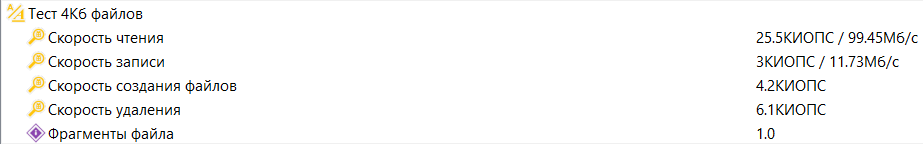 Тест 4Кб файлов
Скорость чтения 25.5КИОПС / 99.45Мб/с
Скорость записи 3КИОПС / 11.73Мб/с
Скорость создания файлов 4.2КИОПС
Скорость удаления 6.1КИОПС
Фрагменты файла 1.0